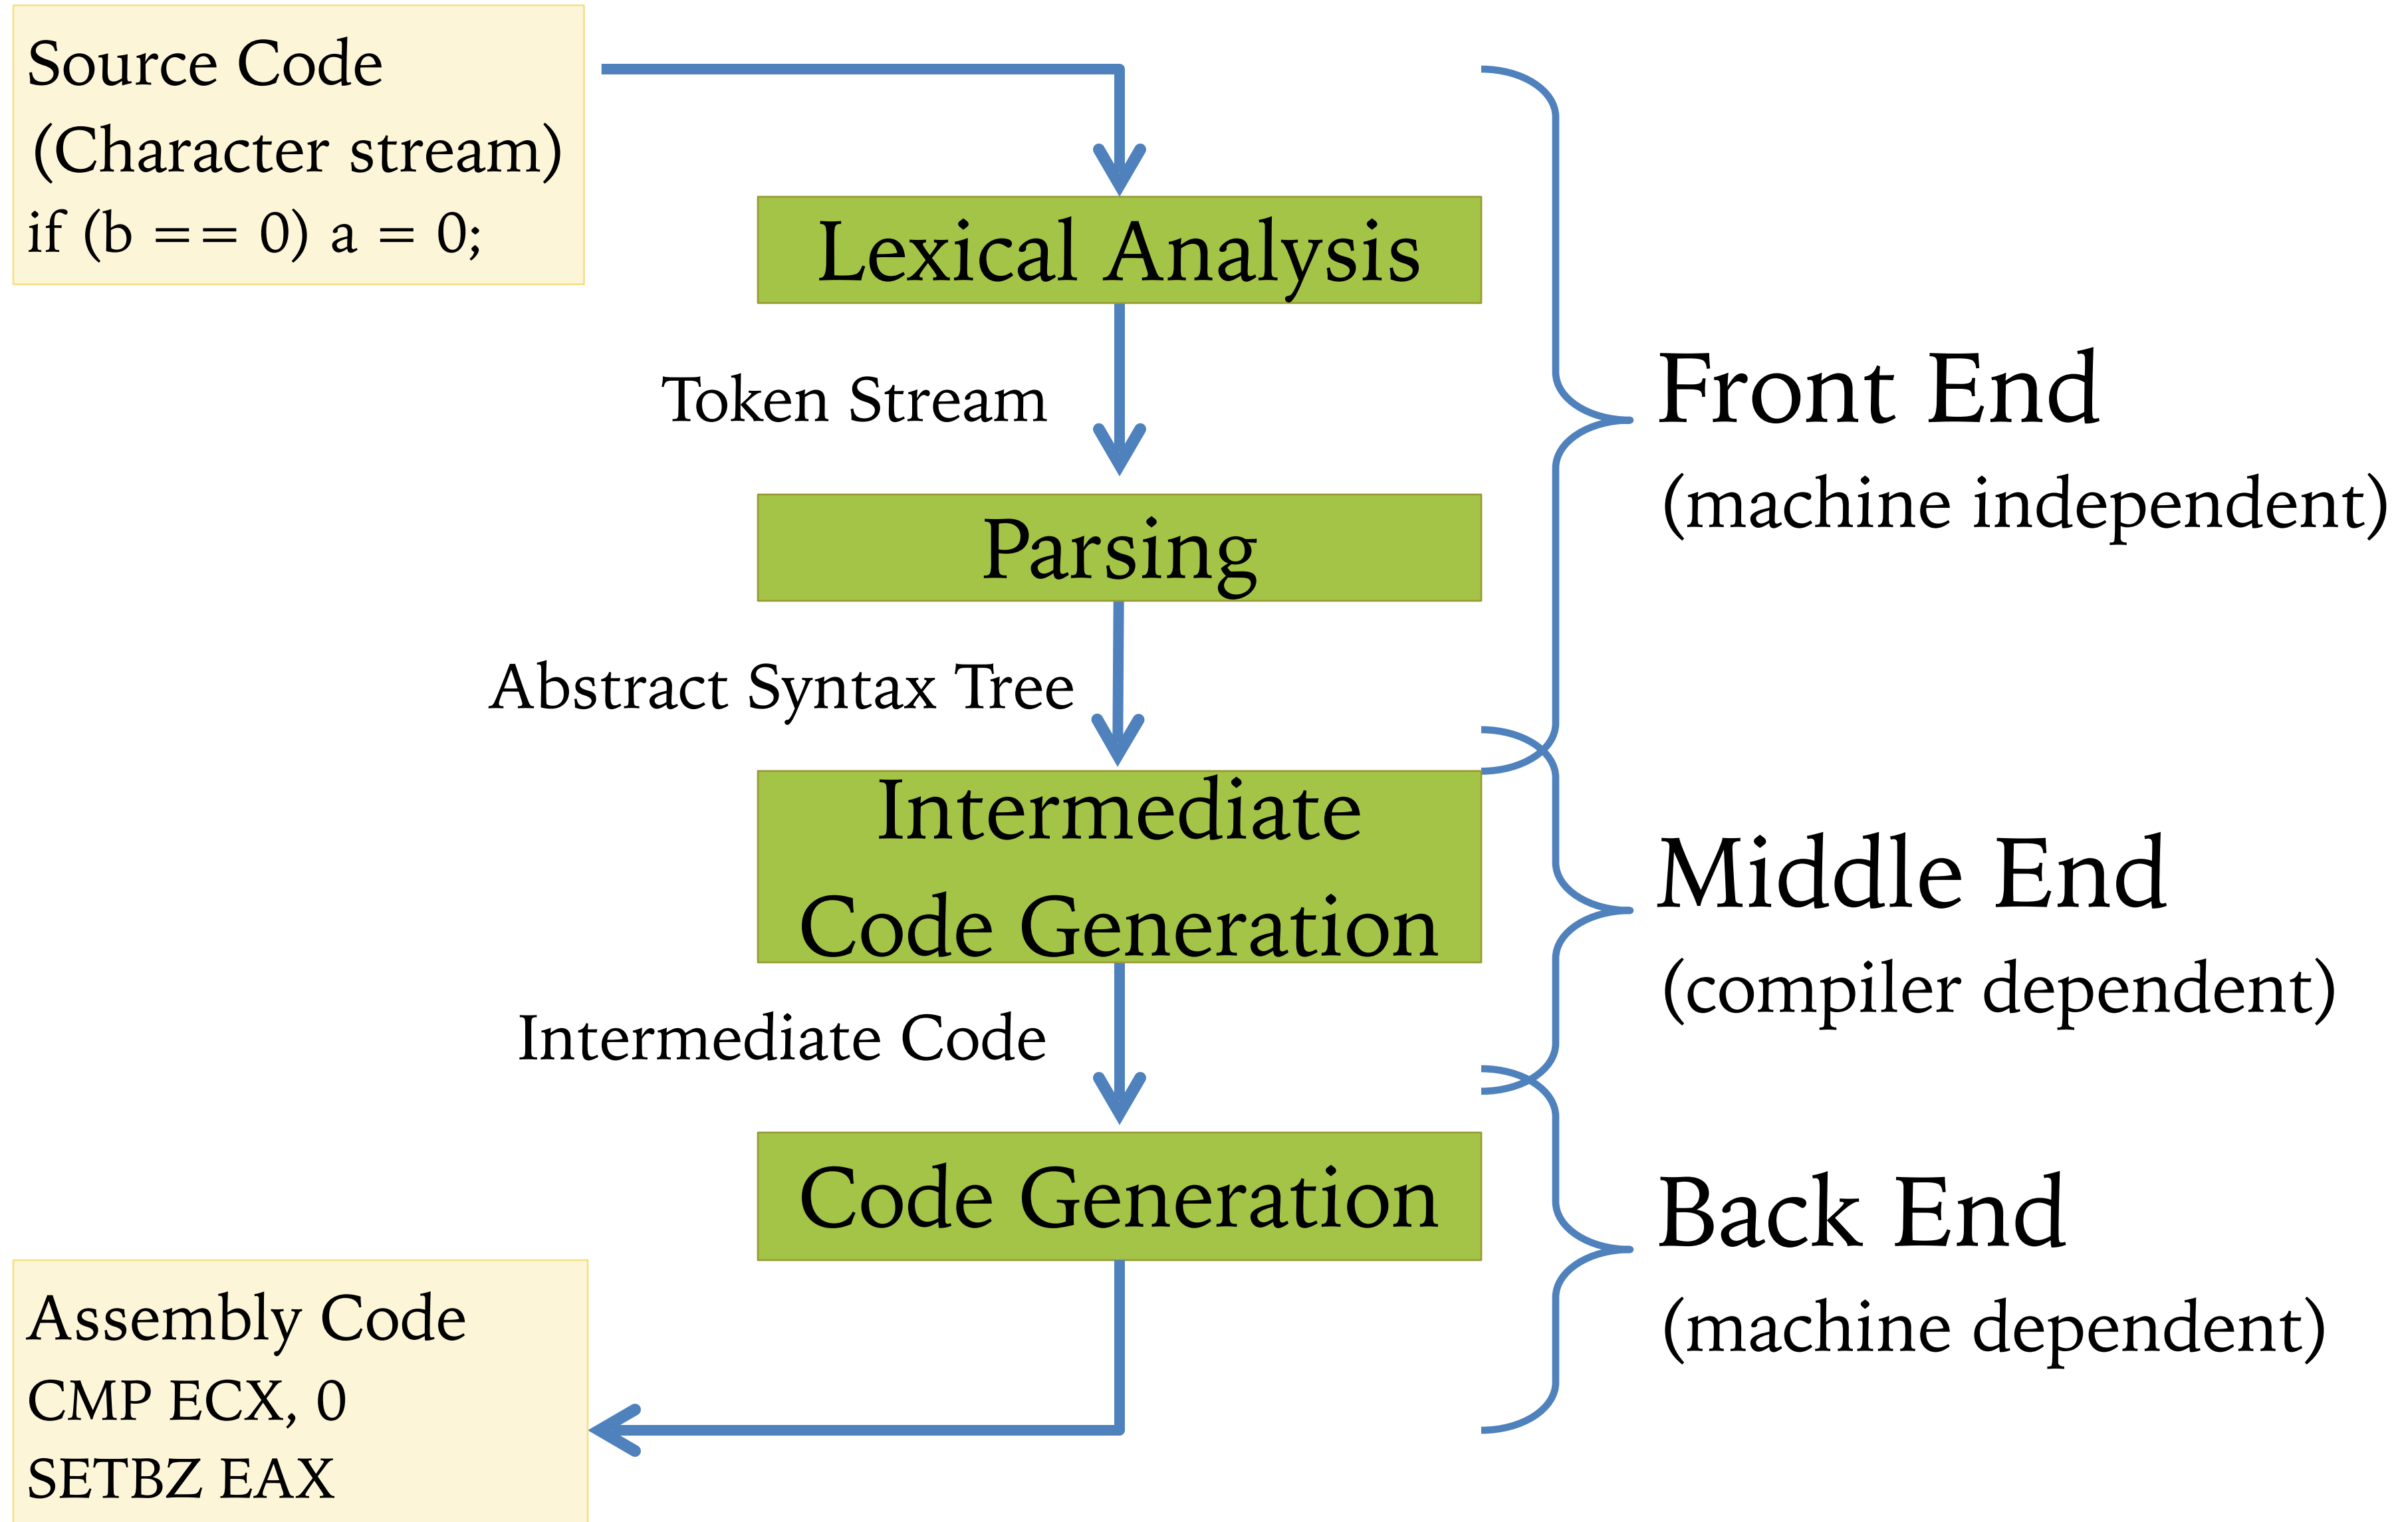 Source Code
(Character stream)
if (b == 0) a = 0;
Lexical Analysis
Token Stream
Front End
(machine independent)
Parsing
Abstract Syntax Tree
Intermediate
Code Generation
Middle End
(compiler dependent)
Intermediate Code
Code Generation
Back End
(machine dependent)
Assembly Code
CMP ECX, 0
SETBZ EAX